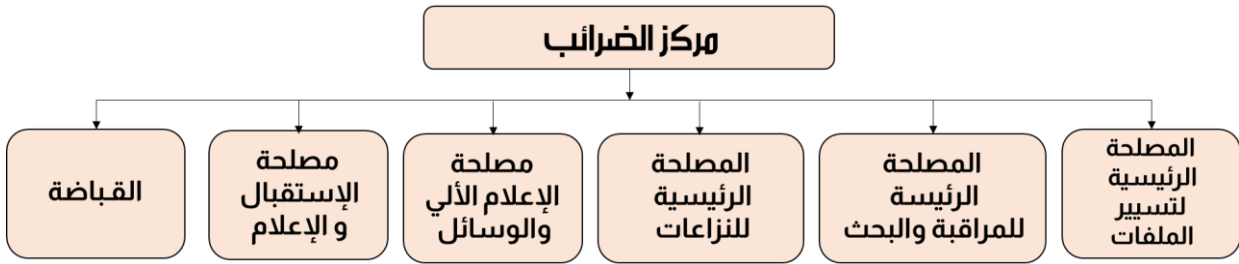 مركز الضرائب
المصلحة
الرئيسية
لتسيير
الملفات
المصلحة
الرئيسة
للمراقبة والبحث
المصلحة
الرئيسية
للنزاعات
مصلحة
الإعلام الألي
والوسائل
مصلحة
الإستقبال
و الإعلام
القباضة